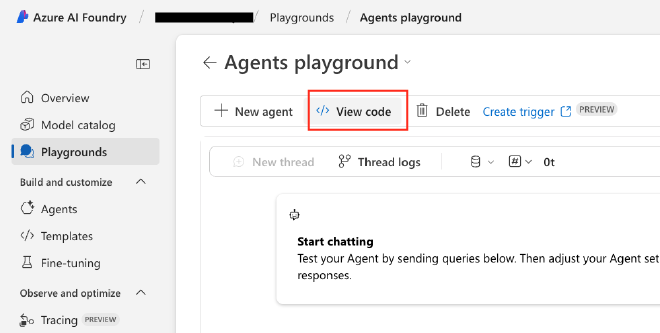 Azure AI Foundry / / Playgrounds / Agents playground
Agents playground
New agent </> View code Delete Create trigger PREVIEW
New thread Thread logs 0t
Start chatting
Test your Agent by sending queries below. Then adjust your Agent set
responses.
Overview
Model catalog
Playgrounds
Build and customize
Agents
Templates
Fine-tuning
Observe and optimize
Tracing PREVIEW